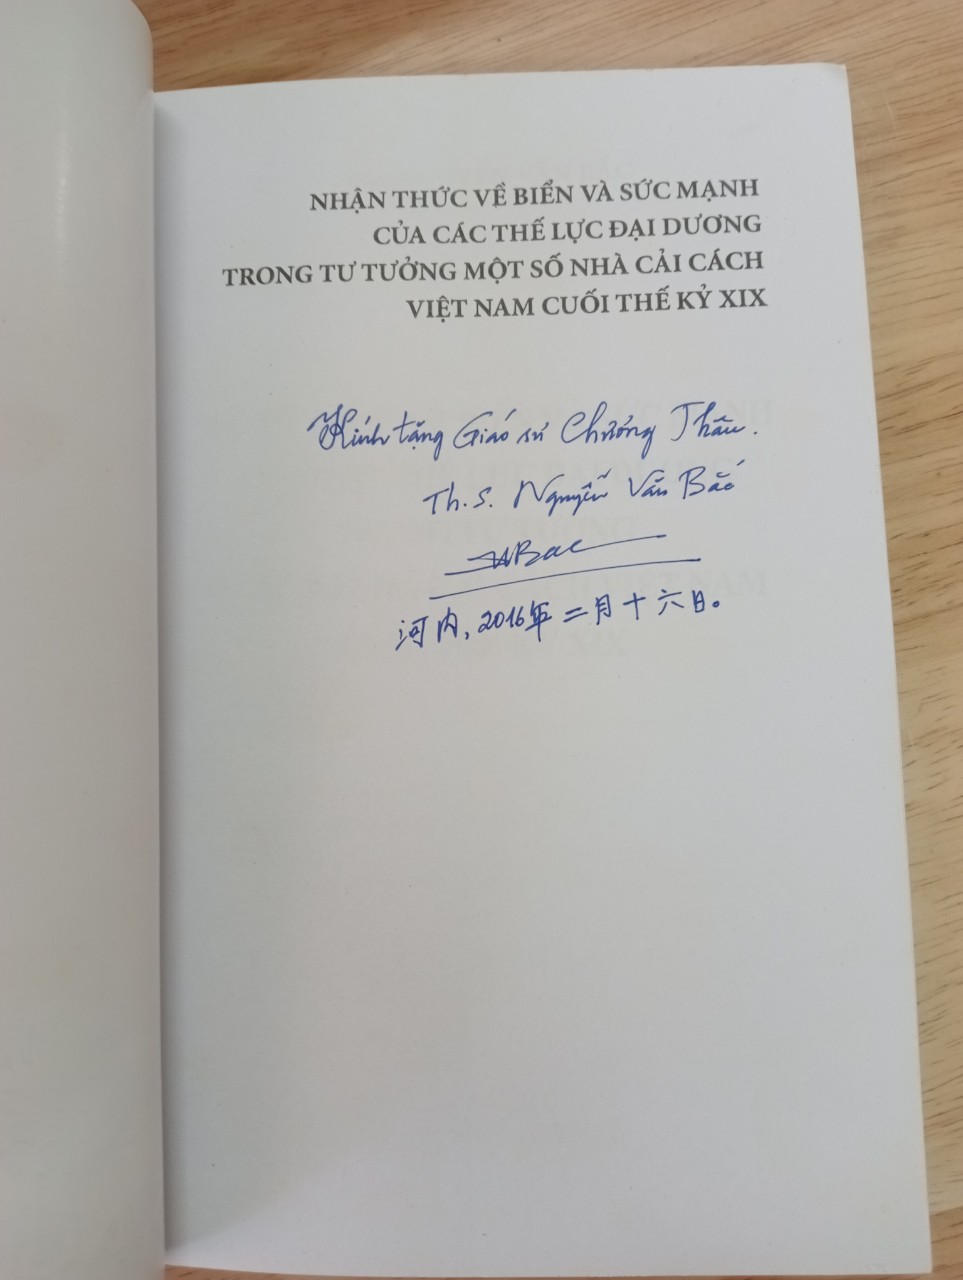 NHẬN THỨC VỀ BIỂN VÀ SỨC MẠNH
CỦA CÁC THẾ LỰC ĐẠI DƯƠNG
TRONG TƯ TƯỞNG MỘT SỐ NHÀ CẢI CÁCH
VIỆT NAM CUỐI THẾ KỶ XIX
Kính tặng Giáo sư Chương Thâu.
Th.S. Nguyễn Văn Bắc
Bac
河内, 2016年二月十六日。